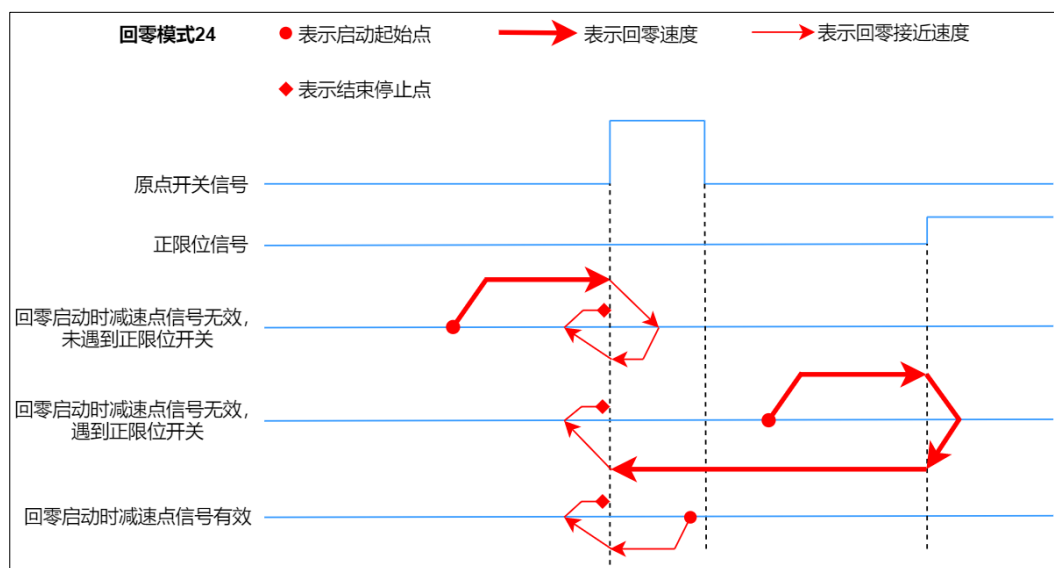 回零模式24
表示启动起始点
表示回零速度
表示回零接近速度
表示结束停止点
原点开关信号
正限位信号
回零启动时减速点信号无效，
未遇到正限位开关
回零启动时减速点信号无效，
遇到正限位开关
回零启动时减速点信号有效